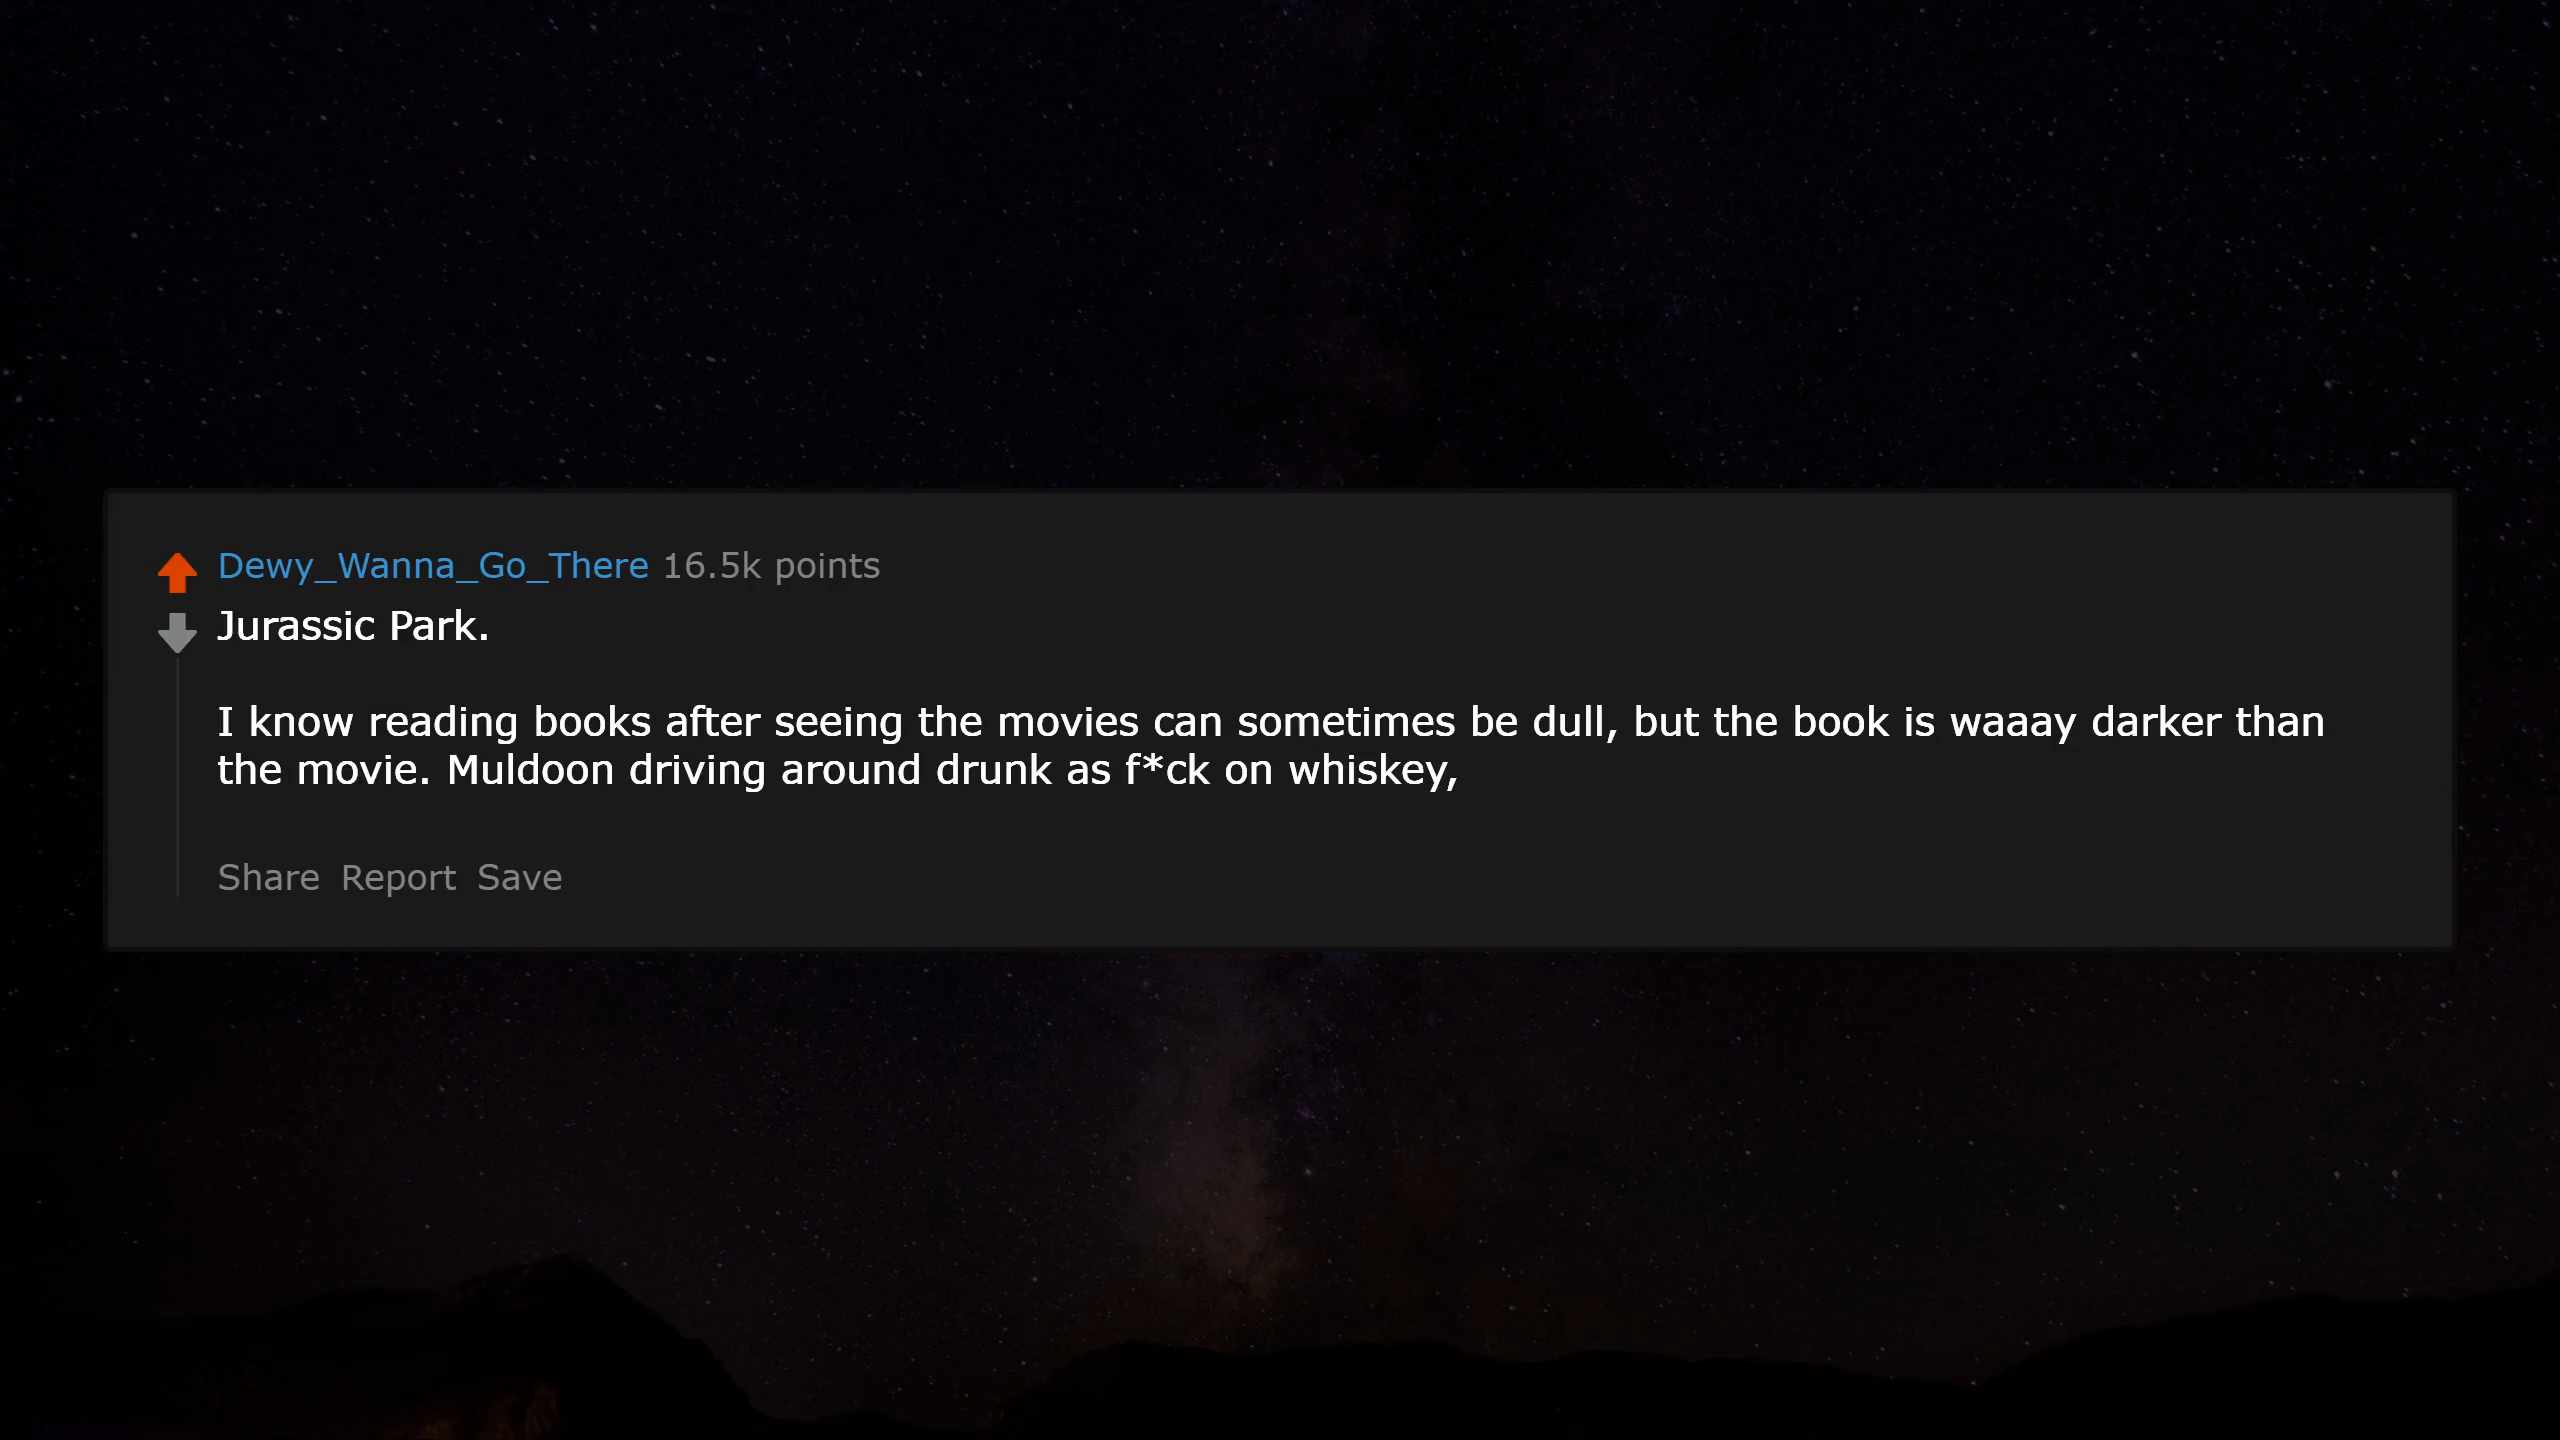 Dewy_Wanna_Go_There 16.5k points
Jurassic Park.
I know reading books after seeing the movies can sometimes be dull, but the book is waaay darker than
the movie. Muldoon driving around drunk as f*ck on whiskey,
Share Report Save